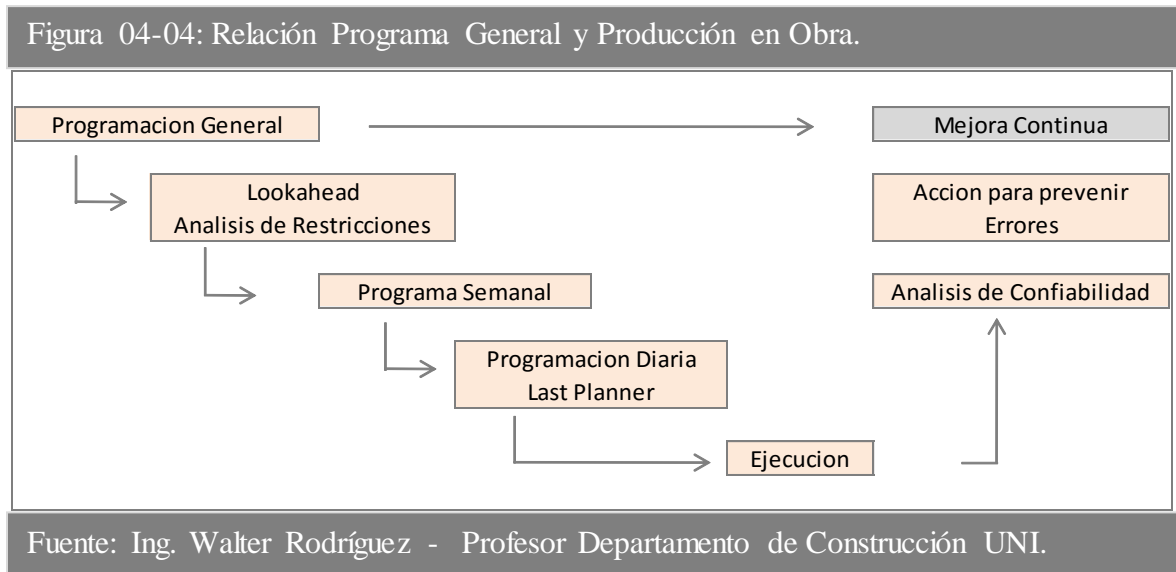 Figura 04-04: Relación Programa General y Producción en Obra.
Programacion General
Mejora Continua
Lookahead
Analisis de Restricciones
Accion para prevenir
Errores
Programa Semanal
Analisis de Confiabilidad
Programacion Diaria
Last Planner
Ejecucion
Fuente: Ing. Walter Rodríguez - Profesor Departamento de Construcción UNI.